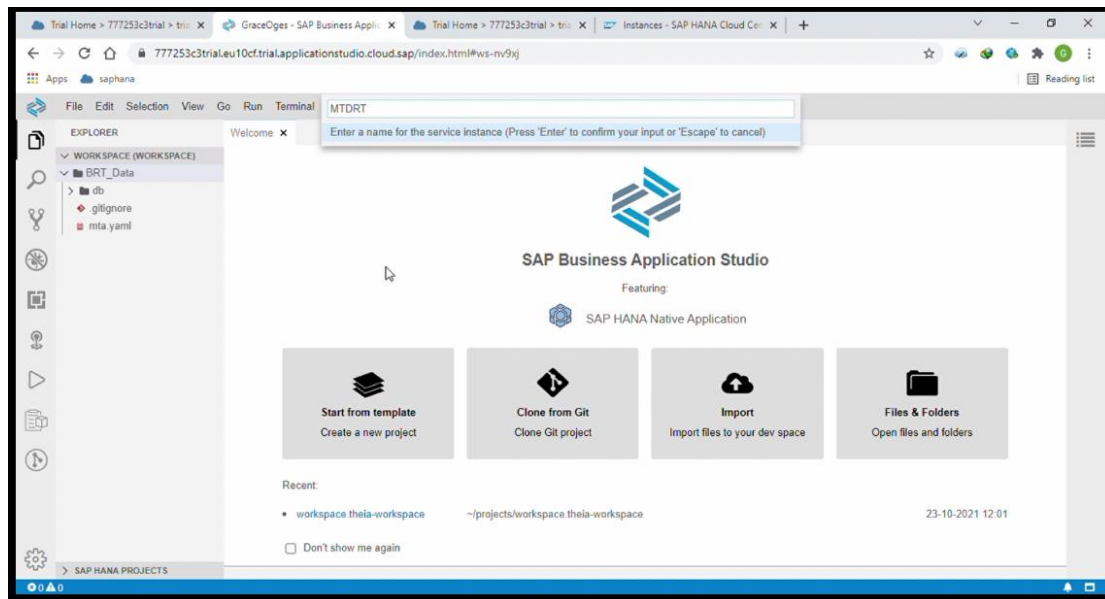 Trial Home > 777253c3trial > tria
GraceOges - SAP Business Applic
Trial Home > 777253c3trial > tria
Instances - SAP HANA Cloud Cen
777253c3trial.eu10cf.trial.applicationstudio.cloud.sap/index.html#ws-nv9xj
G
Apps saphana
Reading list
File Edit Selection View Go Run Terminal
MTDRT
Enter a name for the service instance (Press 'Enter' to confirm your input or 'Escape' to cancel)
EXPLORER
Welcome
WORKSPACE (WORKSPACE)
BRT_Data
db
.gitignore
mta.yaml
SAP Business Application Studio
Featuring:
SAP HANA Native Application
Start from template
Create a new project
Clone from Git
Clone Git project
Import
Import files to your dev space
Files & Folders
Open files and folders
Recent:
workspace.theia-workspace ~/projects/workspace.theia-workspace 23-10-2021 12:01
Don't show me again
SAP HANA PROJECTS
0 0